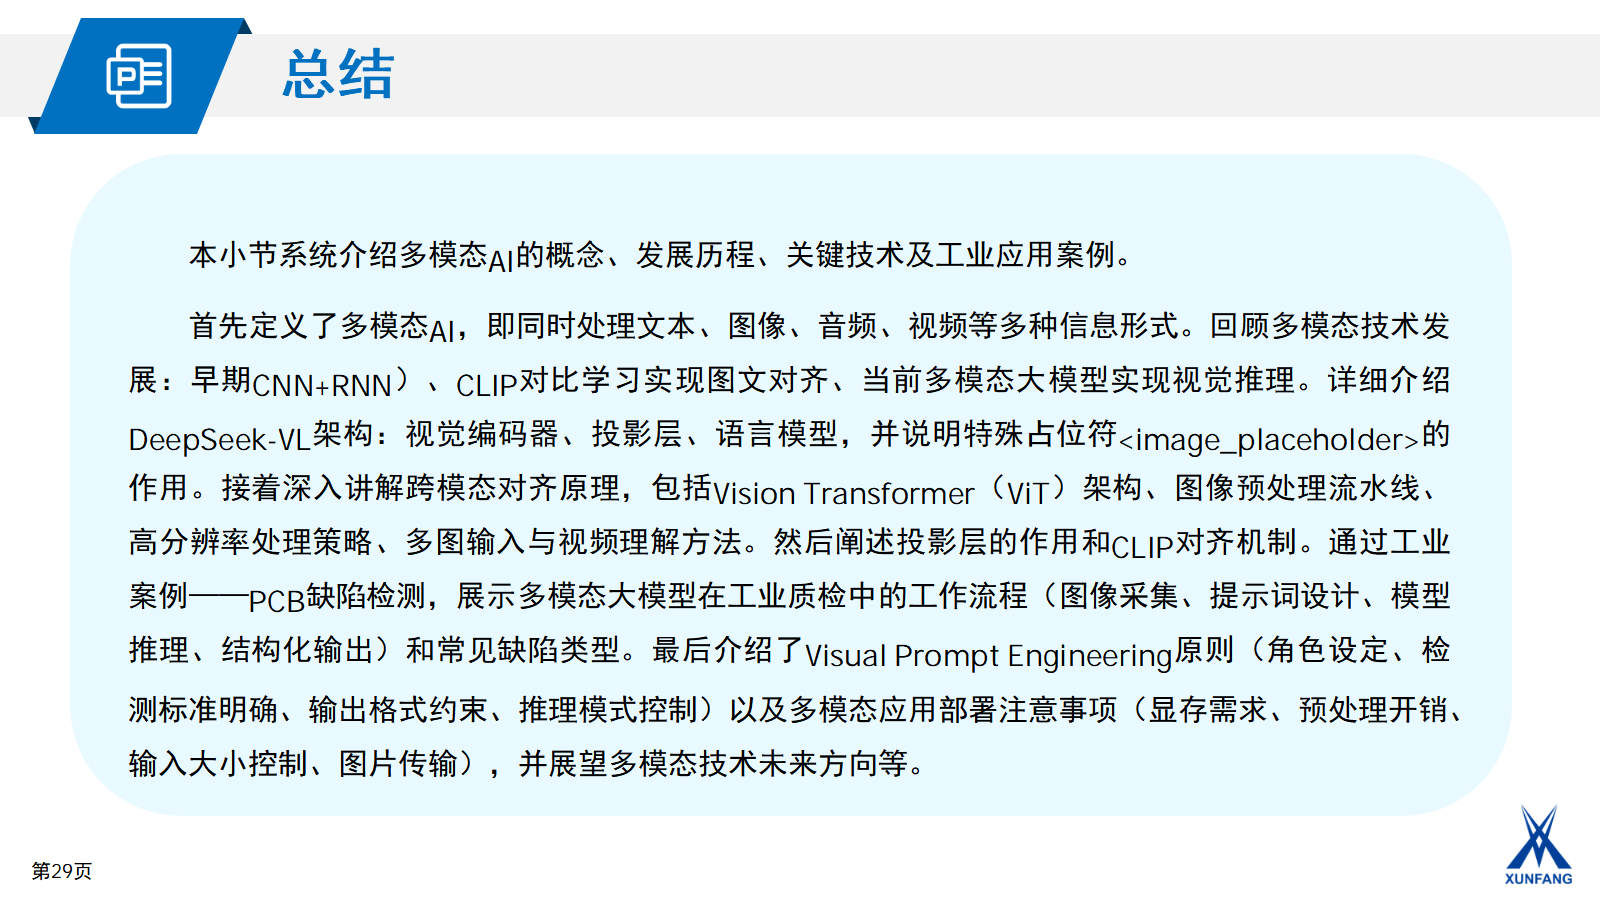 总结
本小节系统介绍多模态AI的概念、发展历程、关键技术及工业应用案例。
首先定义了多模态AI，即同时处理文本、图像、音频、视频等多种信息形式。回顾多模态技术发
展：早期CNN+RNN）、CLIP对比学习实现图文对齐、当前多模态大模型实现视觉推理。详细介绍
DeepSeek-VL架构：视觉编码器、投影层、语言模型，并说明特殊占位符<image_placeholder>的
作用。接着深入讲解跨模态对齐原理，包括Vision Transformer（ViT）架构、图像预处理流水线、
高分辨率处理策略、多图输入与视频理解方法。然后阐述投影层的作用和CLIP对齐机制。通过工业
案例——PCB缺陷检测，展示多模态大模型在工业质检中的工作流程（图像采集、提示词设计、模型
推理、结构化输出）和常见缺陷类型。最后介绍了Visual Prompt Engineering原则（角色设定、检
测标准明确、输出格式约束、推理模式控制）以及多模态应用部署注意事项（显存需求、预处理开销、
输入大小控制、图片传输），并展望多模态技术未来方向等。
第29页
XUNFANG